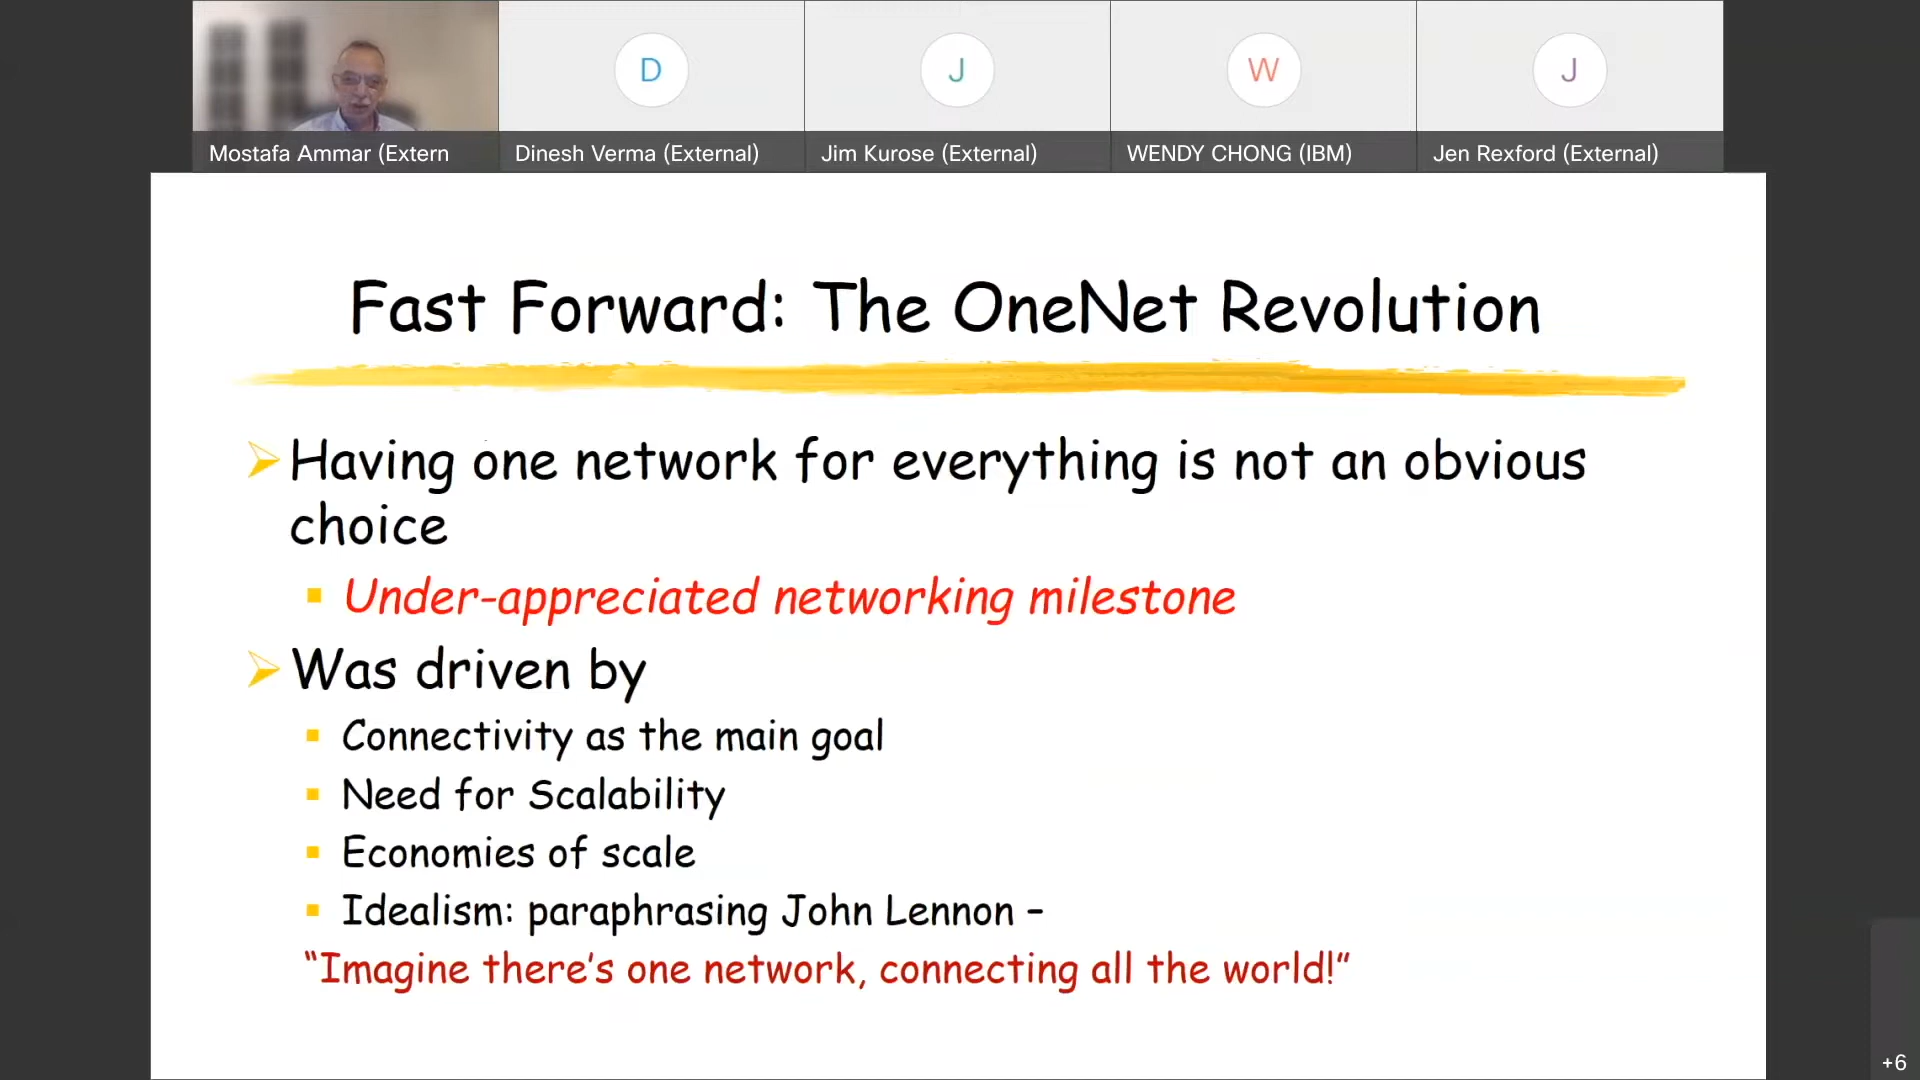 D
J
W
J
Mostafa Ammar (Extern
Dinesh Verma (External)
Jim Kurose (External)
WENDY CHONG (IBM)
Jen Rexford (External)
Fast Forward: The OneNet Revolution
Having one network for everything is not an obvious
choice
Under-appreciated networking milestone
Was driven by
Connectivity as the main goal
Need for Scalability
Economies of scale
Idealism: paraphrasing John Lennon –
“Imagine there’s one network, connecting all the world!”
+6